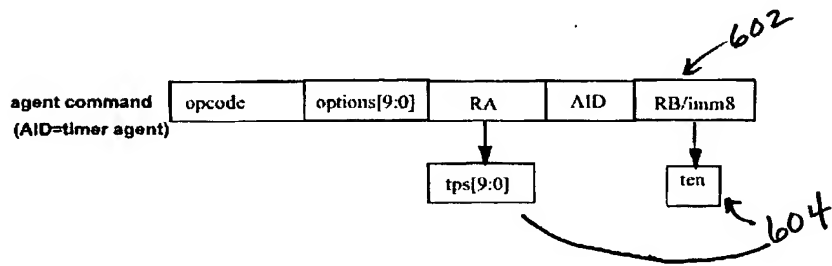 602
agent command
(AID=timer agent)
opcode options[9:0] RA AID RB/imm8
tps[9:0] ten
604